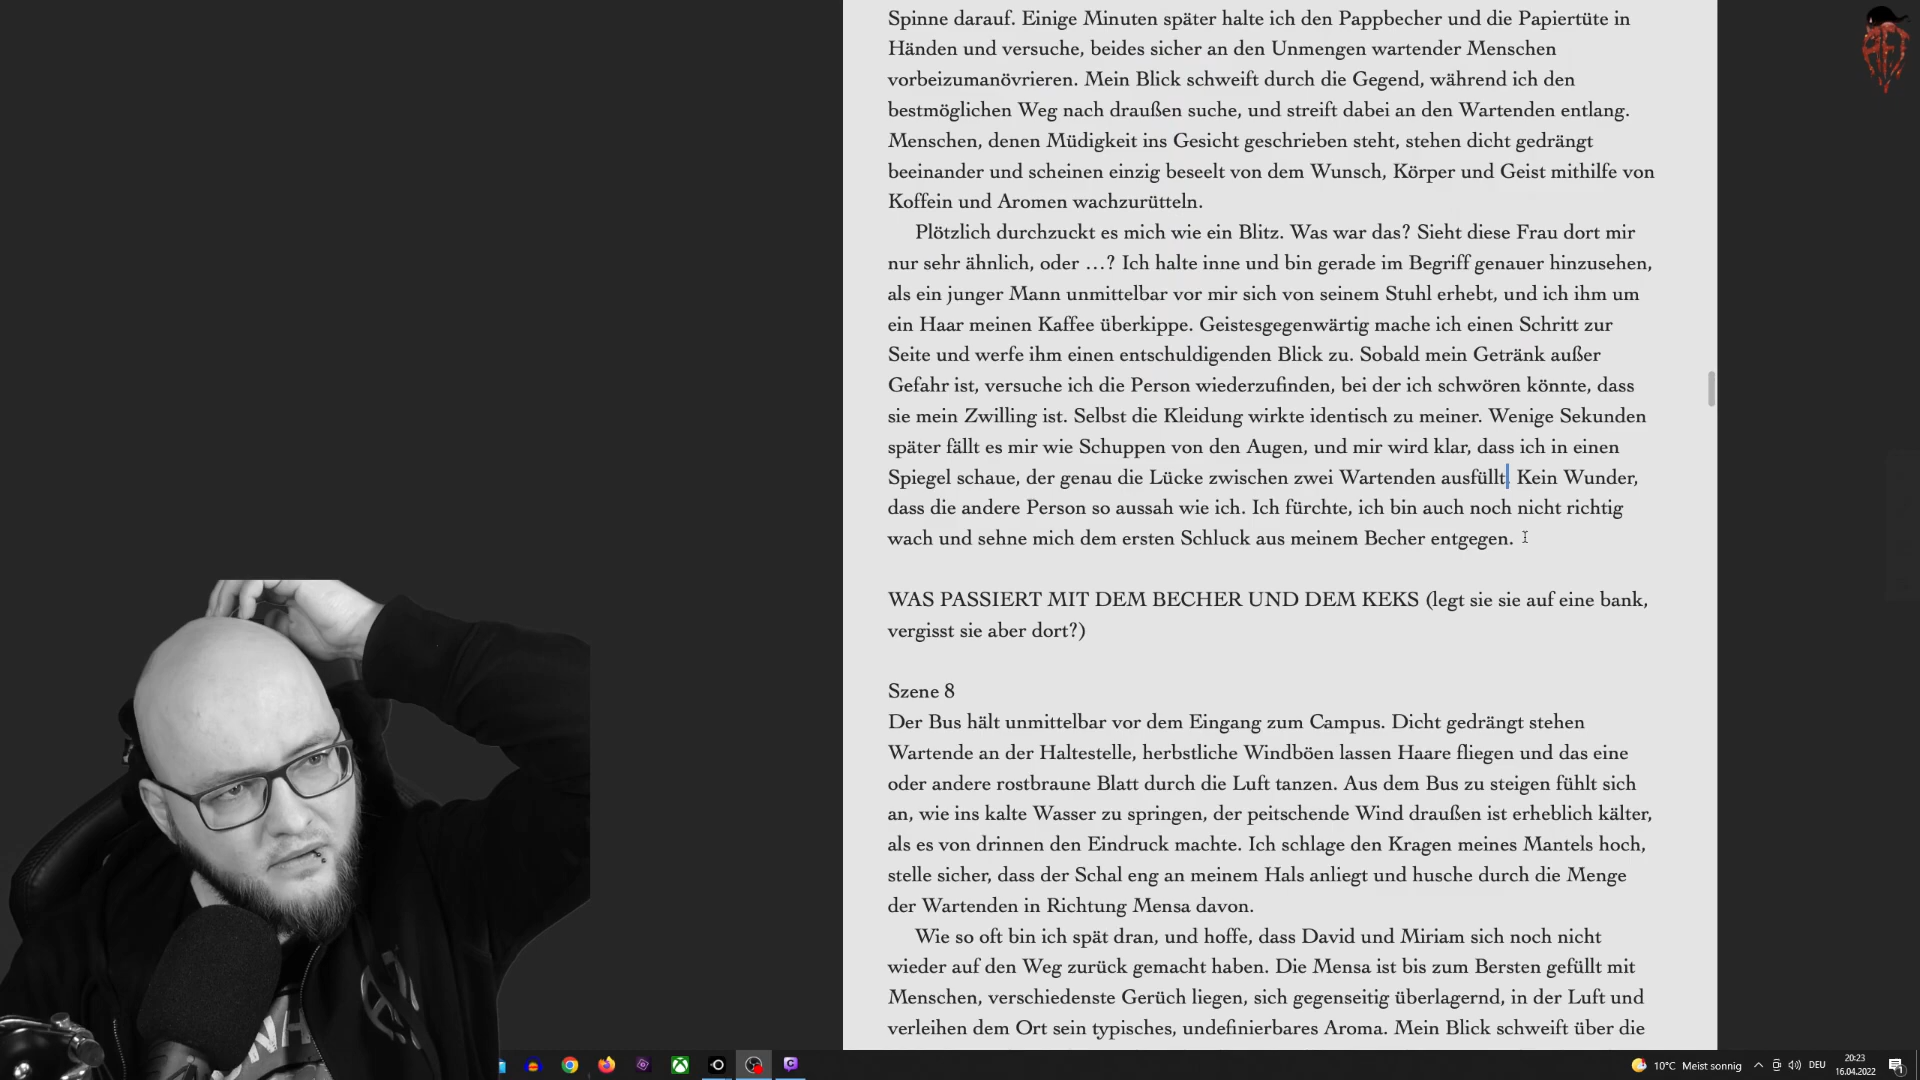 Spinne darauf. Einige Minuten später halte ich den Pappbecher und die Papiertüte in
Händen und versuche, beides sicher an den Unmengen wartender Menschen
vorbeizumanövrieren. Mein Blick schweift durch die Gegend, während ich den
bestmöglichen Weg nach draußen suche, und streift dabei an den Wartenden entlang.
Menschen, denen Müdigkeit ins Gesicht geschrieben steht, stehen dicht gedrängt
beeinander und scheinen einzig beseelt von dem Wunsch, Körper und Geist mithilfe von
Koffein und Aromen wachzurütteln.
Plötzlich durchzuckt es mich wie ein Blitz. Was war das? Sieht diese Frau dort mir
nur sehr ähnlich, oder …? Ich halte inne und bin gerade im Begriff genauer hinzusehen,
als ein junger Mann unmittelbar vor mir sich von seinem Stuhl erhebt, und ich ihm um
ein Haar meinen Kaffee überkippe. Geistesgegenwärtig mache ich einen Schritt zur
Seite und werfe ihm einen entschuldigenden Blick zu. Sobald mein Getränk außer
Gefahr ist, versuche ich die Person wiederzufinden, bei der ich schwören könnte, dass
sie mein Zwilling ist. Selbst die Kleidung wirkte identisch zu meiner. Wenige Sekunden
später fällt es mir wie Schuppen von den Augen, und mir wird klar, dass ich in einen
Spiegel schaue, der genau die Lücke zwischen zwei Wartenden ausfüllt. Kein Wunder,
dass die andere Person so aussah wie ich. Ich fürchte, ich bin auch noch nicht richtig
wach und sehne mich dem ersten Schluck aus meinem Becher entgegen.
WAS PASSIERT MIT DEM BECHER UND DEM KEKS (legt sie sie auf eine bank,
vergisst sie aber dort?)
Szene 8
Der Bus hält unmittelbar vor dem Eingang zum Campus. Dicht gedrängt stehen
Wartende an der Haltestelle, herbstliche Windböen lassen Haare fliegen und das eine
oder andere rostbraune Blatt durch die Luft tanzen. Aus dem Bus zu steigen fühlt sich
an, wie ins kalte Wasser zu springen, der peitschende Wind draußen ist erheblich kälter,
als es von drinnen den Eindruck machte. Ich schlage den Kragen meines Mantels hoch,
stelle sicher, dass der Schal eng an meinem Hals anliegt und husche durch die Menge
der Wartenden in Richtung Mensa davon.
Wie so oft bin ich spät dran, und hoffe, dass David und Miriam sich noch nicht
wieder auf den Weg zurück gemacht haben. Die Mensa ist bis zum Bersten gefüllt mit
Menschen, verschiedenste Gerüch liegen, sich gegenseitig überlagernd, in der Luft und
verleihen dem Ort sein typisches, undefinierbares Aroma. Mein Blick schweift über die
10°C Meist sonnig
DEU
20:23
16.04.2022